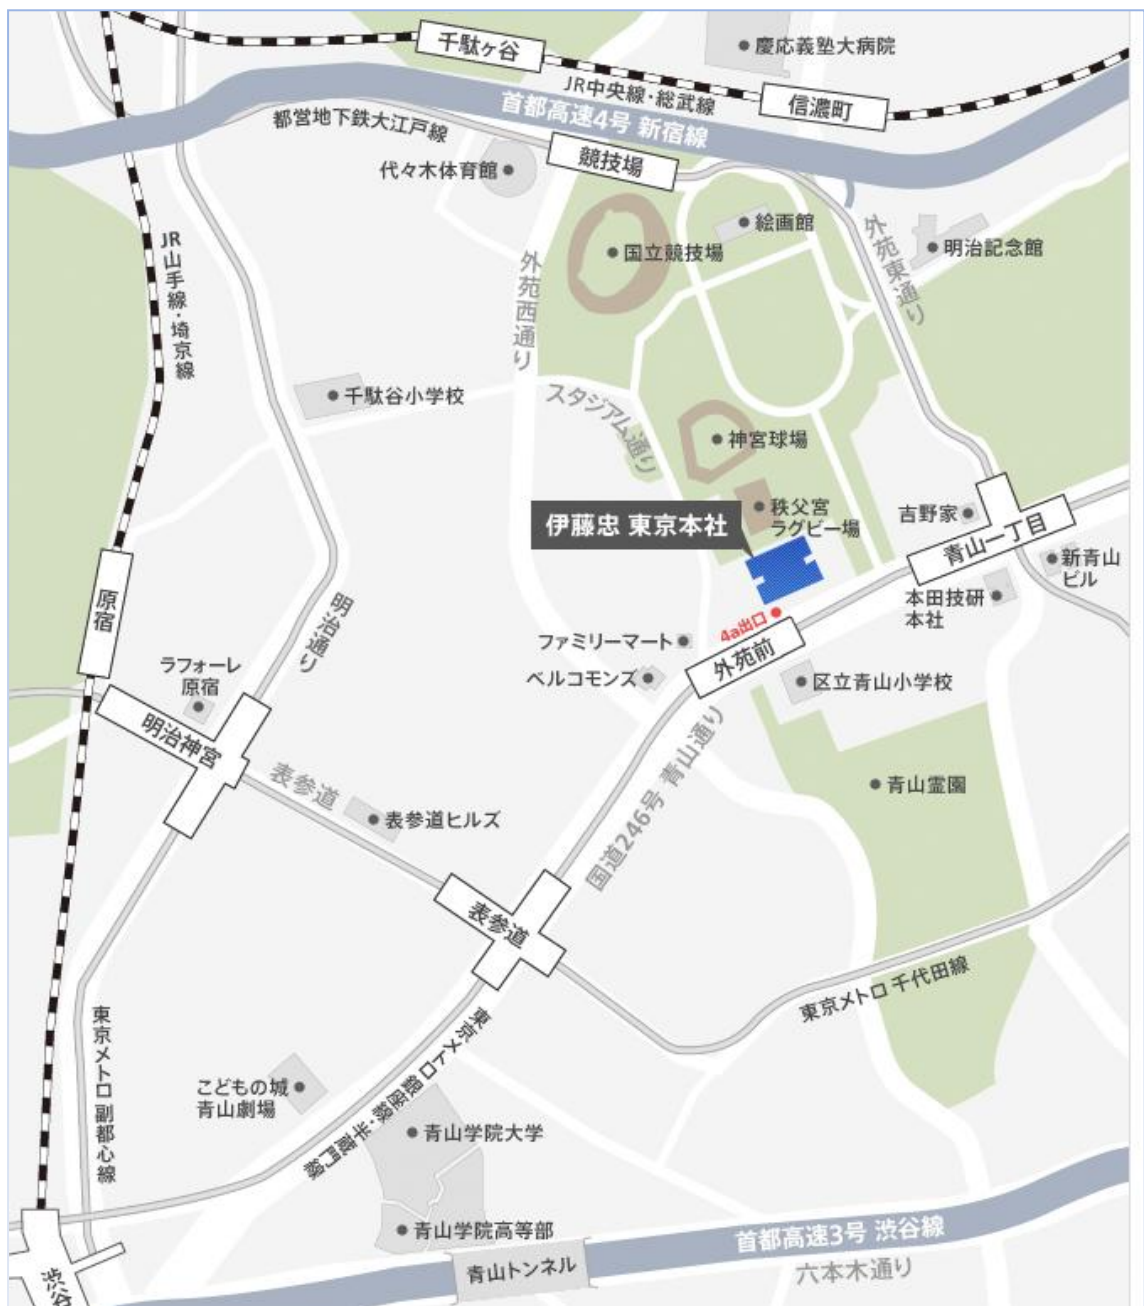 千駄ヶ谷
慶応義塾大病院
JR中央線・総武線
信濃町
首都高速4号 新宿線
都営地下鉄大江戸線
競技場
代々木体育館
絵画館
国立競技場
外苑東通り
明治記念館
JR山手線・埼京線
外苑西通り
千駄谷小学校
スタジアム通り
神宮球場
秩父宮
ラグビー場
吉野家
伊藤忠 東京本社
青山一丁目
新青山
ビル
本田技研
本社
原宿
明治通り
4a出口
ファミリーマート
外苑前
ベルコモンズ
区立青山小学校
ラフォーレ
原宿
明治神宮
表参道
国道246号 青山通り
青山霊園
表参道ヒルズ
表参道
東京メトロ 千代田線
東京メトロ 副都心線
東京メトロ 銀座線・半蔵門線
こどもの城
青山劇場
青山学院大学
青山学院高等部
首都高速3号 渋谷線
青山トンネル
六本木通り
渋谷